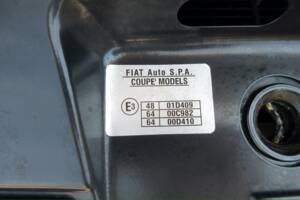 FIAT Auto S.P.A.
COUPE' MODELS
E3 48 01D409
64 00C982
64 00D410